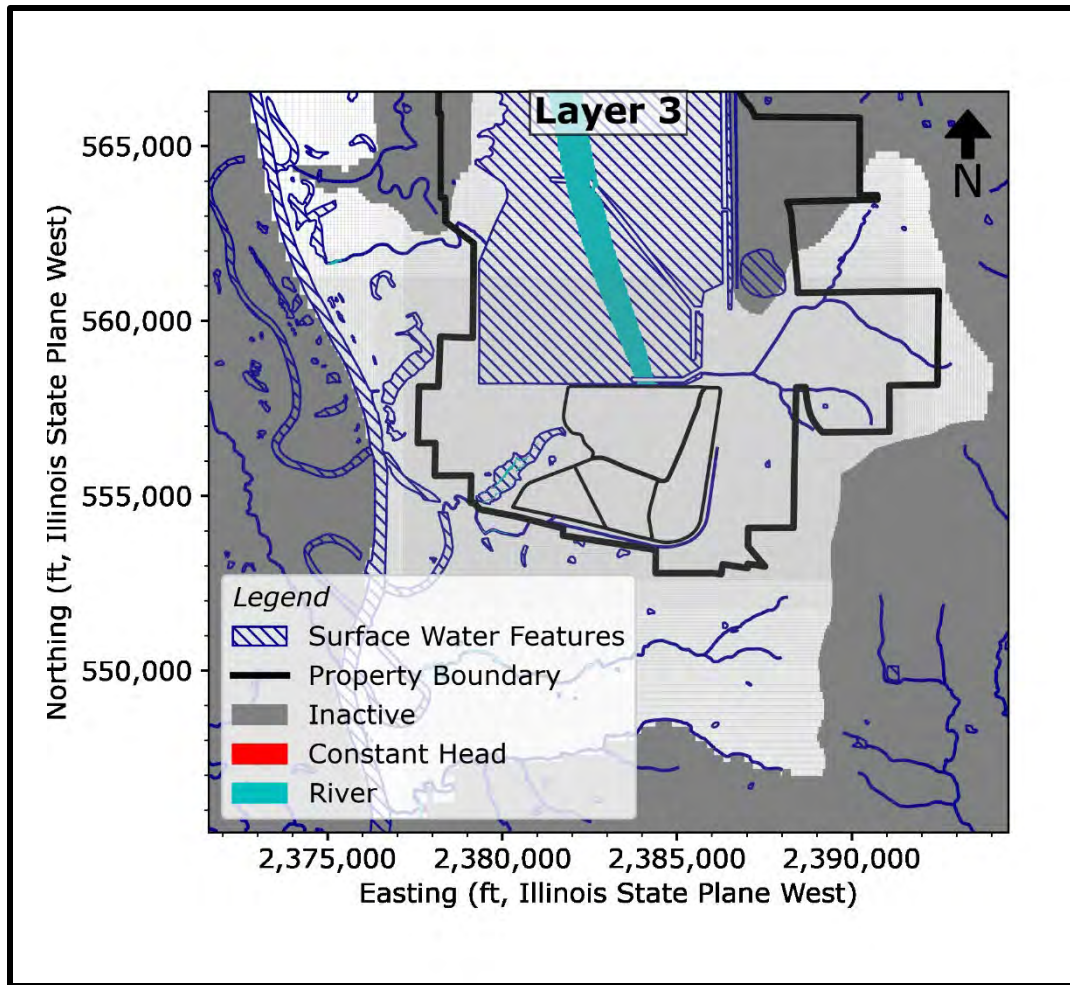 Layer 3
N
565,000
560,000
555,000
550,000
Northing (ft, Illinois State Plane West)
Legend
Surface Water Features
Property Boundary
Inactive
Constant Head
River
2,375,000
2,380,000
2,385,000
2,390,000
Easting (ft, Illinois State Plane West)